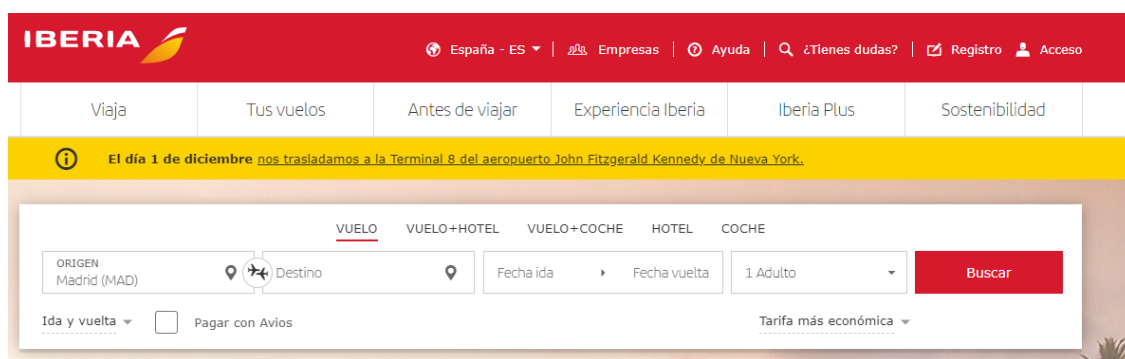 IBERIA
España - ES Empresas Ayuda ¿Tienes dudas? Registro Acceso
Viaja Tus vuelos Antes de viajar Experiencia Iberia Iberia Plus Sostenibilidad
El día 1 de diciembre nos trasladamos a la Terminal 8 del aeropuerto John Fitzgerald Kennedy de Nueva York.
VUELO VUELO+HOTEL VUELO+COCHE HOTEL COCHE
ORIGEN
Madrid (MAD) Destino Fecha ida Fecha vuelta 1 Adulto Buscar
Ida y vuelta Pagar con Avios Tarifa más económica